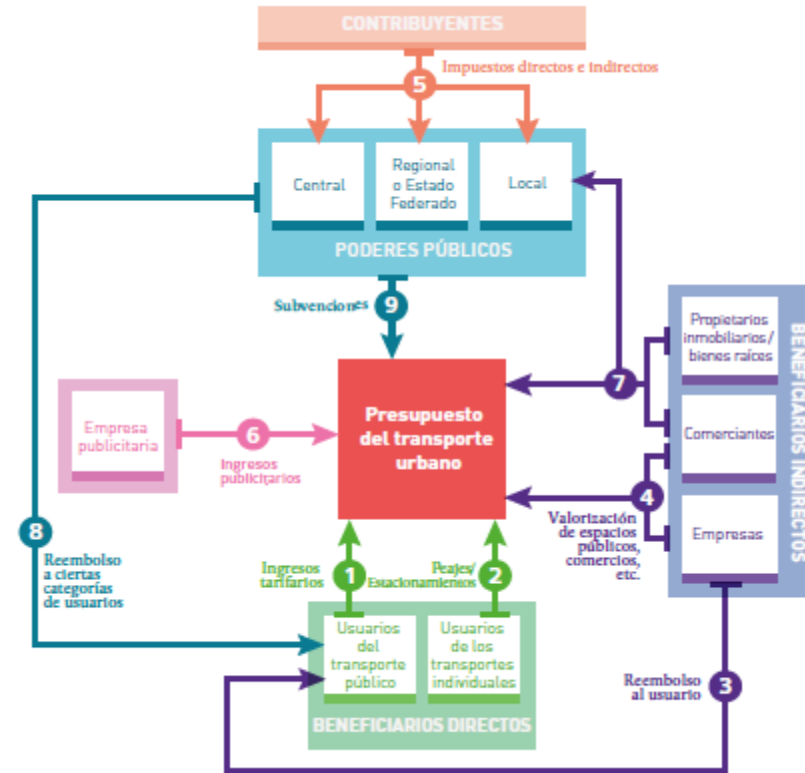 CONTRIBUYENTES
Impuestos directos e indirectos
5
Central
Regional
o Estado
Federado
Local
PODERES PÚBLICOS
Subvenciones
9
Propietarios
inmobiliarios/
bienes raíces
Comerciantes
Empresas
BENEFICIARIOS INDIRECTOS
7
Empresa
publicitaria
6
Ingresos
publicitarios
Presupuesto
del transporte
urbano
4
Valorización
de espacios
públicos,
comercios,
etc.
8
Reembolso
a ciertas
categorías
de usuarios
Ingresos
tarifarios
1
Peajes/
Estacionamientos
2
Usuarios
del
transporte
público
Usuarios
de los
transportes
individuales
BENEFICIARIOS DIRECTOS
Reembolso
al usuario
3